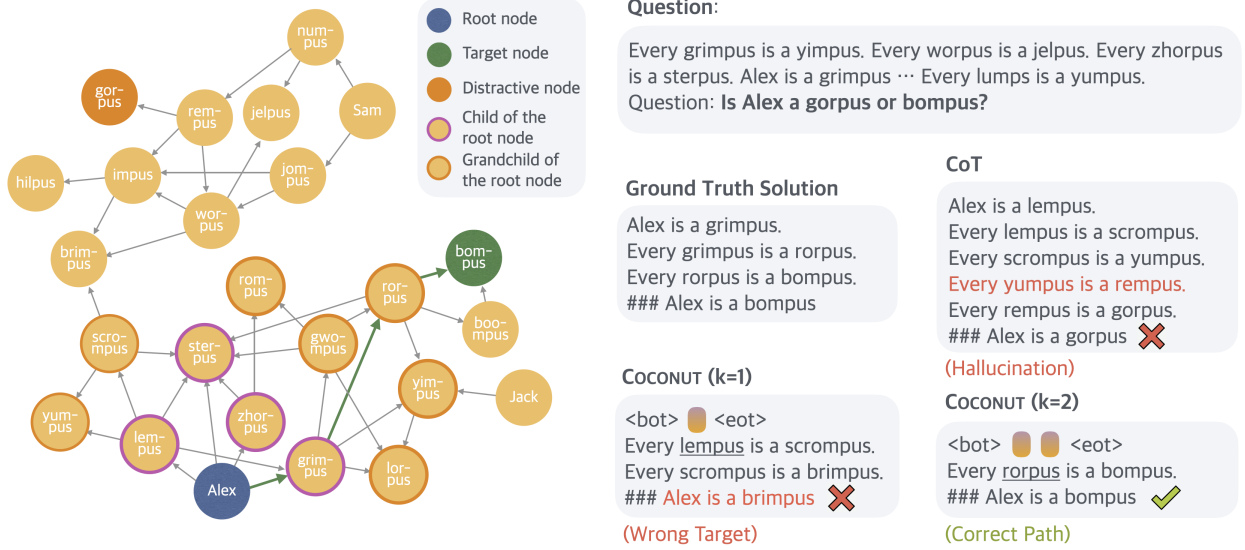 num-
pus
gor-
pus
rem-
pus
jelpus
Sam
hilpus
impus
jom-
pus
wor-
pus
brim-
pus
rom-
pus
ror-
pus
bom-
pus
boo-
mpus
scro-
mpus
ster-
pus
gwo-
mpus
yim-
pus
Jack
yum-
pus
lem-
pus
zhor-
pus
grim-
pus
lor-
pus
Alex
Root node
Target node
Distractive node
Child of the
root node
Grandchild of
the root node
Question:
Every grimpus is a yimpus. Every worpus is a jelpus. Every zhorpus
is a sterpus. Alex is a grimpus ··· Every lumps is a yumpus.
Question: Is Alex a gorpus or bompus?
Ground Truth Solution
Alex is a grimpus.
Every grimpus is a rorpus.
Every rorpus is a bompus.
### Alex is a bompus
CoT
Alex is a lempus.
Every lempus is a scrompus.
Every scrompus is a yumpus.
Every yumpus is a rempus.
Every rempus is a gorpus.
### Alex is a gorpus
(Hallucination)
COCONUT (k=1)
<bot> <eot>
Every lempus is a scrompus.
Every scrompus is a brimpus.
### Alex is a brimpus
(Wrong Target)
COCONUT (k=2)
<bot> <eot>
Every rorpus is a bompus.
### Alex is a bompus
(Correct Path)